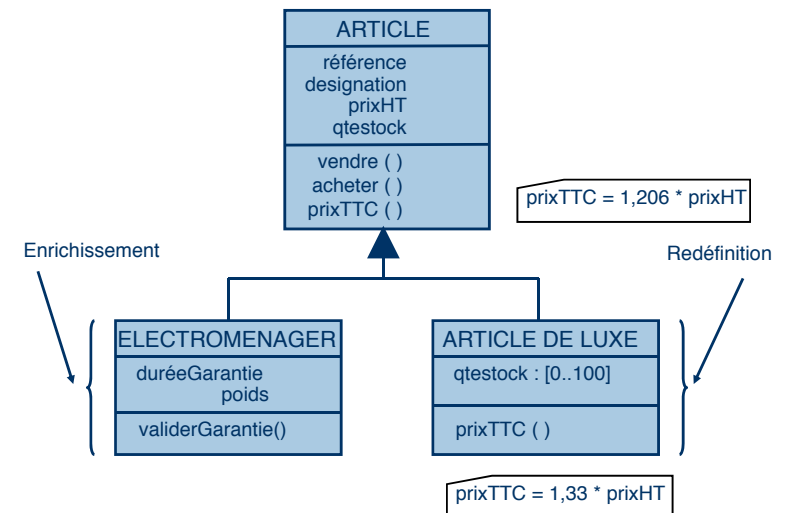 ARTICLE
référence
designation
prixHT
qtestock
vendre ( )
acheter ( )
prixTTC ( )
prixTTC = 1,206 * prixHT
Enrichissement
Redéfinition
ELECTROMENAGER
duréeGarantie
poids
validerGarantie()
ARTICLE DE LUXE
qtestock : [0..100]
prixTTC ( )
prixTTC = 1,33 * prixHT